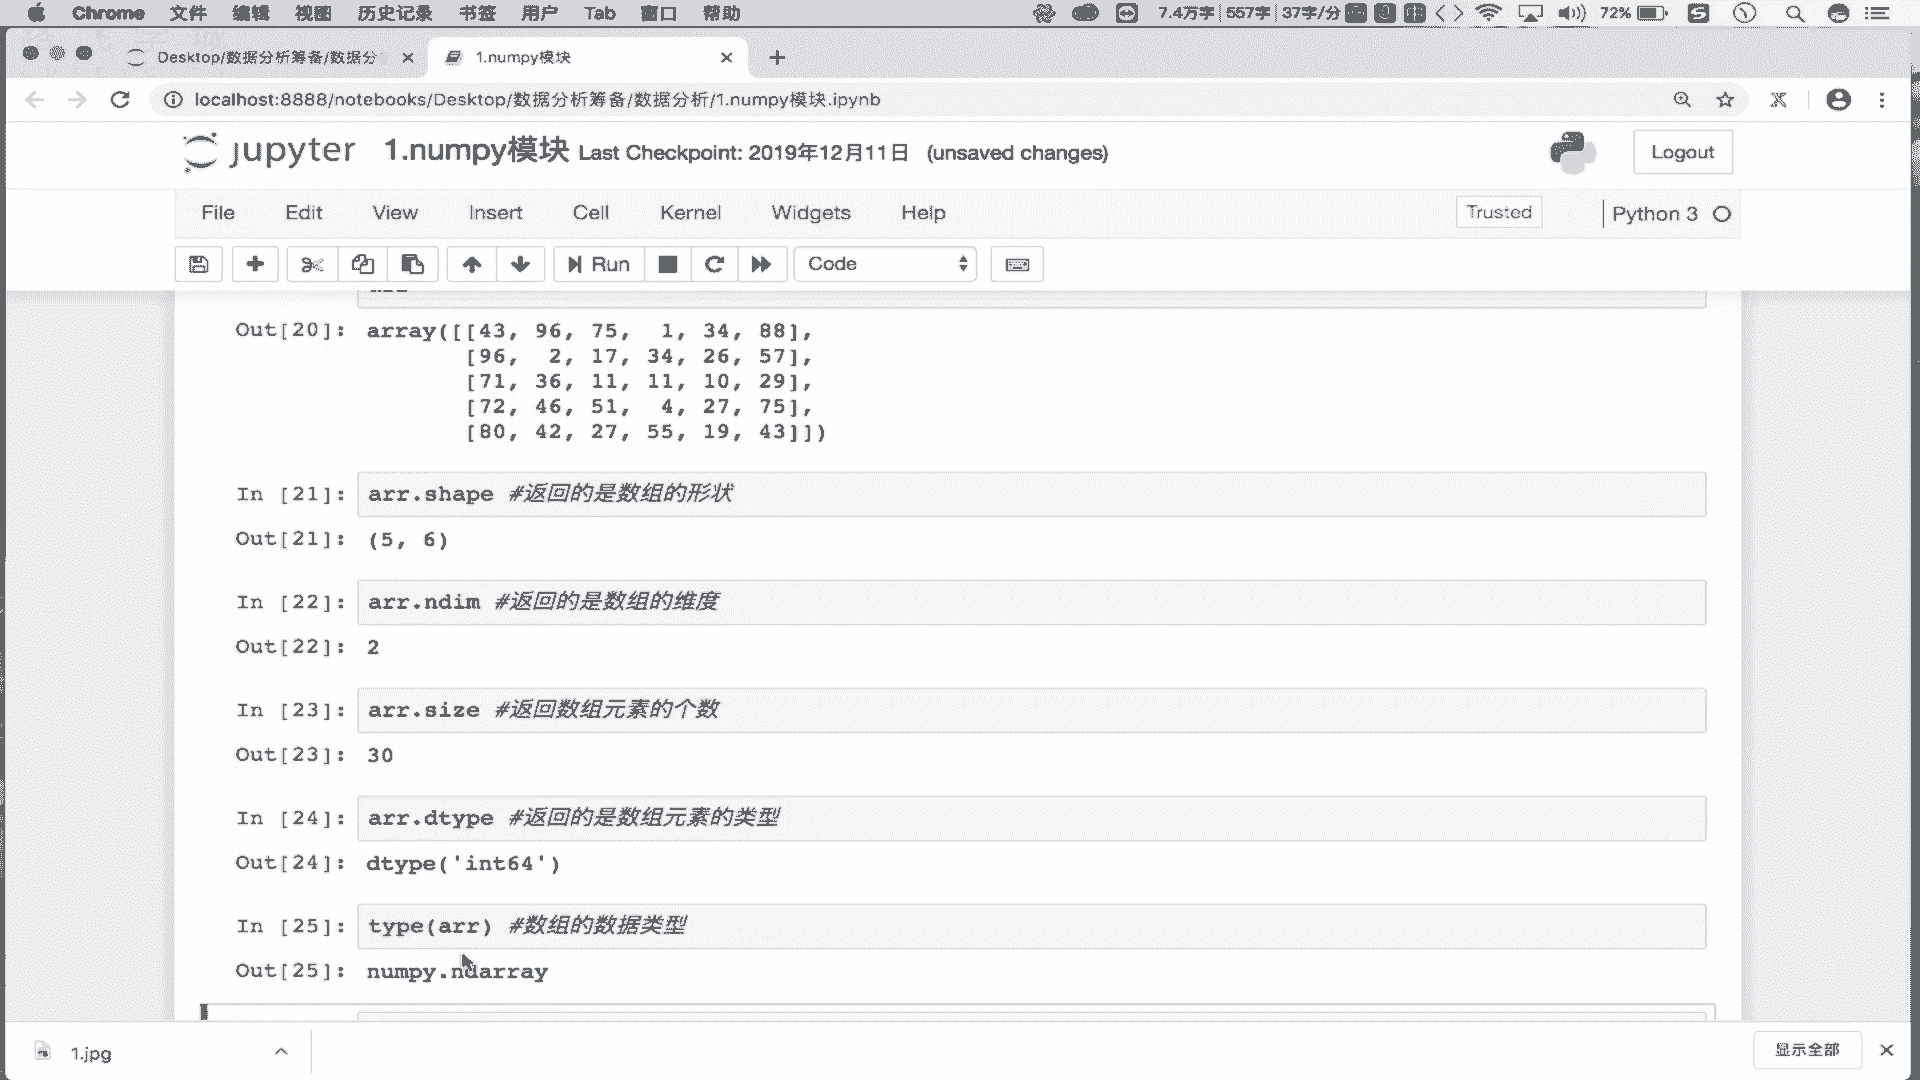 Chrome 文件 编辑 视图 历史记录 书签 用户 Tab 窗口 帮助 7.4万字 557字 37字/分 72%
Desktop/数据分析筹备/数据分 1.numpy模块
localhost:8888/notebooks/Desktop/数据分析筹备/数据分析/1.numpy模块.ipynb
jupyter 1.numpy模块 Last Checkpoint: 2019年12月11日 (unsaved changes) Logout
File Edit View Insert Cell Kernel Widgets Help Trusted Python 3
Run Code
Out[20]: array([[43, 96, 75,  1, 34, 88],
[96,  2, 17, 34, 26, 57],
[71, 36, 11, 11, 10, 29],
[72, 46, 51,  4, 27, 75],
[80, 42, 27, 55, 19, 43]])
In [21]: arr.shape #返回的是数组的形状
Out[21]: (5, 6)
In [22]: arr.ndim #返回的是数组的维度
Out[22]: 2
In [23]: arr.size #返回数组元素的个数
Out[23]: 30
In [24]: arr.dtype #返回的是数组元素的类型
Out[24]: dtype('int64')
In [25]: type(arr) #数组的数据类型
Out[25]: numpy.ndarray
1.jpg 显示全部